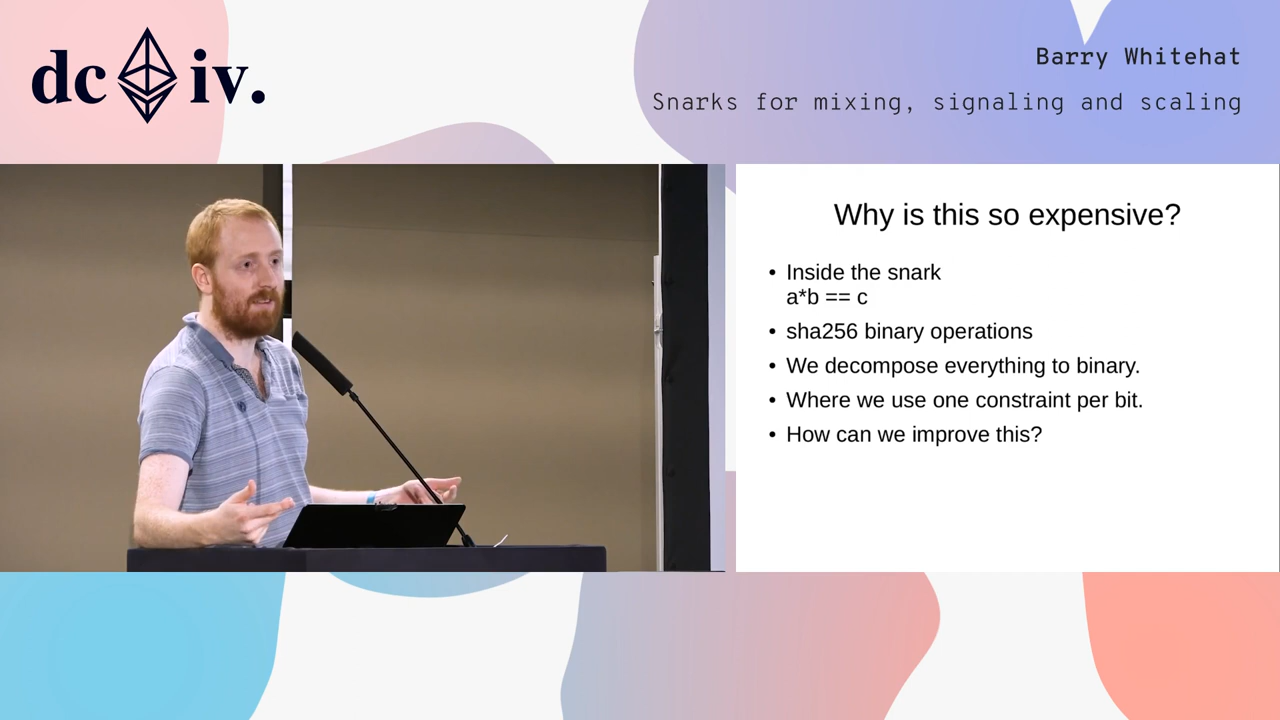 dc iv.
Barry Whitehat
Snarks for mixing, signaling and scaling
Why is this so expensive?
• Inside the snark
a*b == c
• sha256 binary operations
• We decompose everything to binary.
• Where we use one constraint per bit.
• How can we improve this?